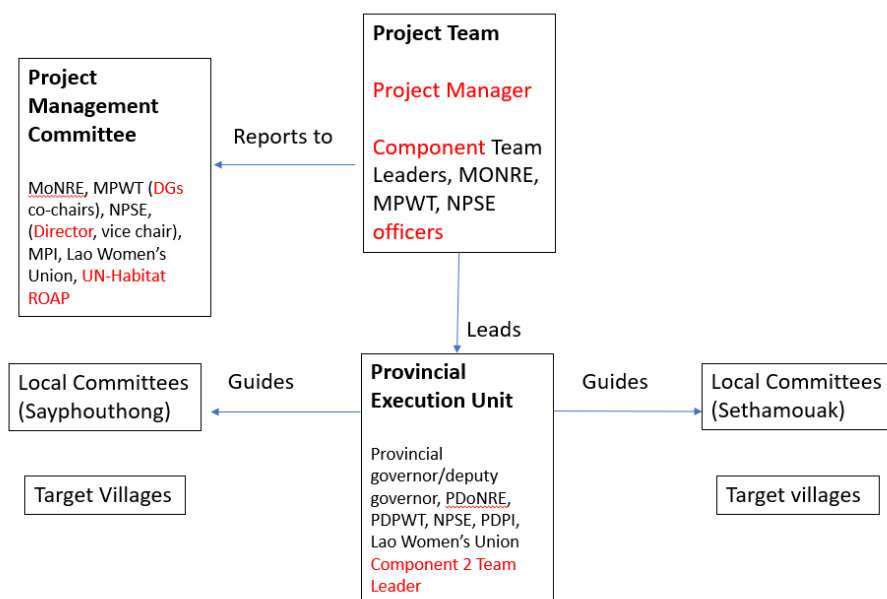 Project Team
Project Manager
Component Team
Leaders, MONRE,
MPWT, NPSE
officers
Project
Management
Committee
MoNRE, MPWT (DGs
co-chairs), NPSE,
(Director, vice chair),
MPI, Lao Women's
Union, UN-Habitat
ROAP
Reports to
Leads
Local Committees
(Sayphouthong)
Guides
Provincial
Execution Unit
Provincial
governor/deputy
governor, PDoNRE,
PDPWT, NPSE, PDPI,
Lao Women's Union
Component 2 Team
Leader
Guides
Local Committees
(Sethamouak)
Target Villages
Target villages